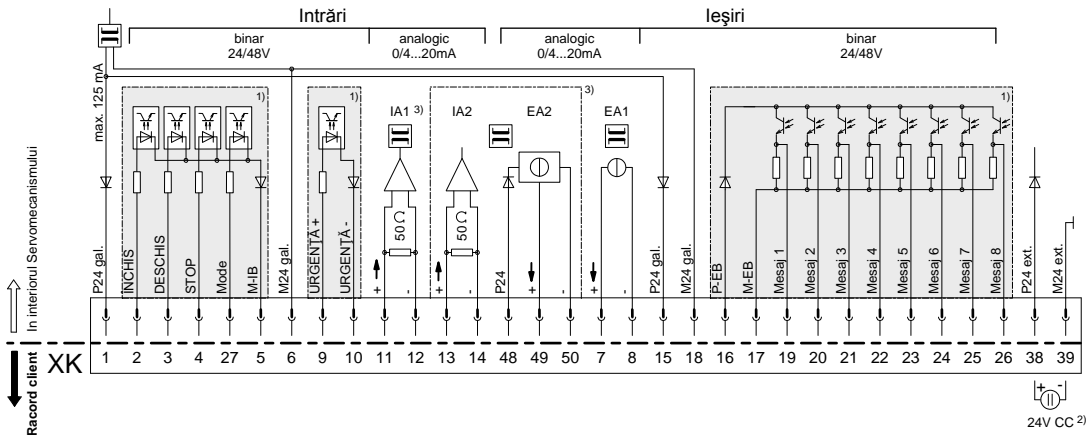 Intrări
Ieşiri
binar
24/48V
analogic
0/4...20mA
analogic
0/4...20mA
binar
24/48V
max. 125 mA
1)
1)
IA1 3)
IA2
3)
EA2
EA1
1)
50 Ω
50 Ω
În interiorul Servomecanismului
P24 gal.
ÎNCHIS
DESCHIS
STOP
Mode
M-IB
M24 gal.
URGENŢĂ +
URGENŢĂ -
+
-
+
-
P24
+
-
+
-
P24 gal.
M24 gal.
P-EB
M-EB
Mesaj 1
Mesaj 2
Mesaj 3
Mesaj 4
Mesaj 5
Mesaj 6
Mesaj 7
Mesaj 8
P24 ext.
M24 ext.
Racord client
XK 1 2 3 4 27 5 6 9 10 11 12 13 14 48 49 50 7 8 15 18 16 17 19 20 21 22 23 24 25 26 38 39
+ -
24V CC 2)